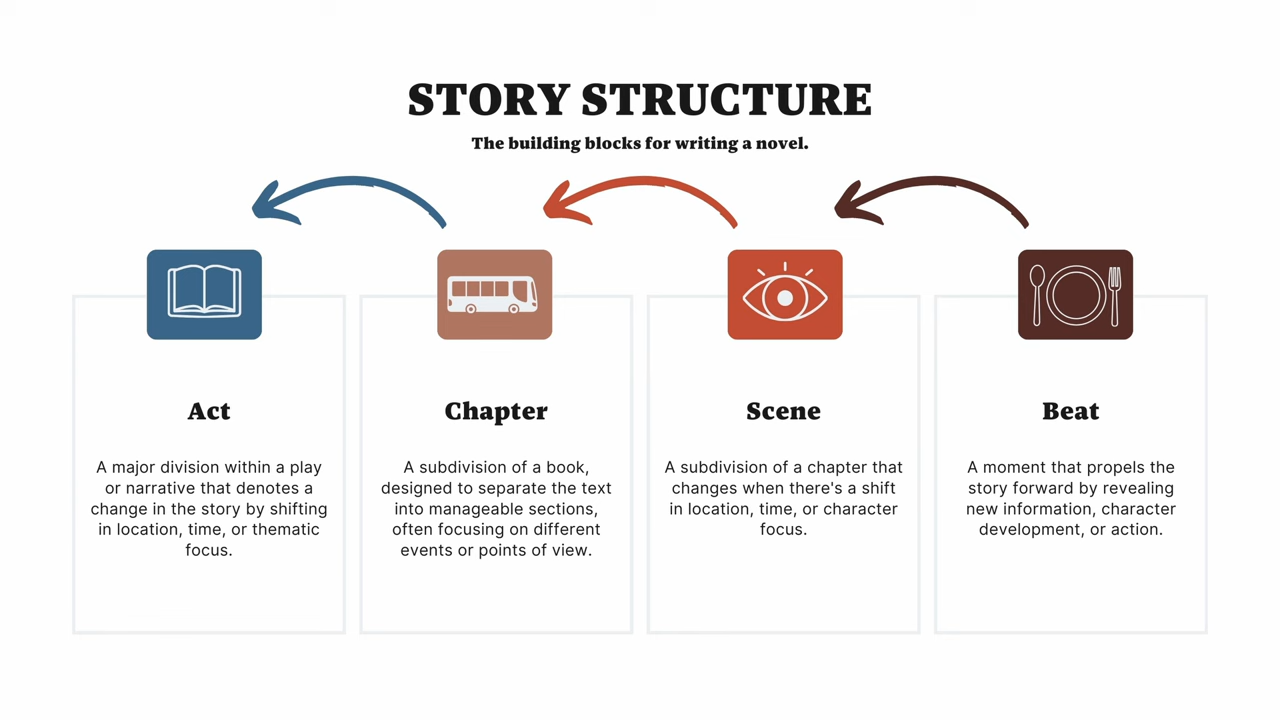 STORY STRUCTURE
The building blocks for writing a novel.
Act
A major division within a play
or narrative that denotes a
change in the story by shifting
in location, time, or thematic
focus.
Chapter
A subdivision of a book,
designed to separate the text
into manageable sections,
often focusing on different
events or points of view.
Scene
A subdivision of a chapter that
changes when there's a shift
in location, time, or character
focus.
Beat
A moment that propels the
story forward by revealing
new information, character
development, or action.